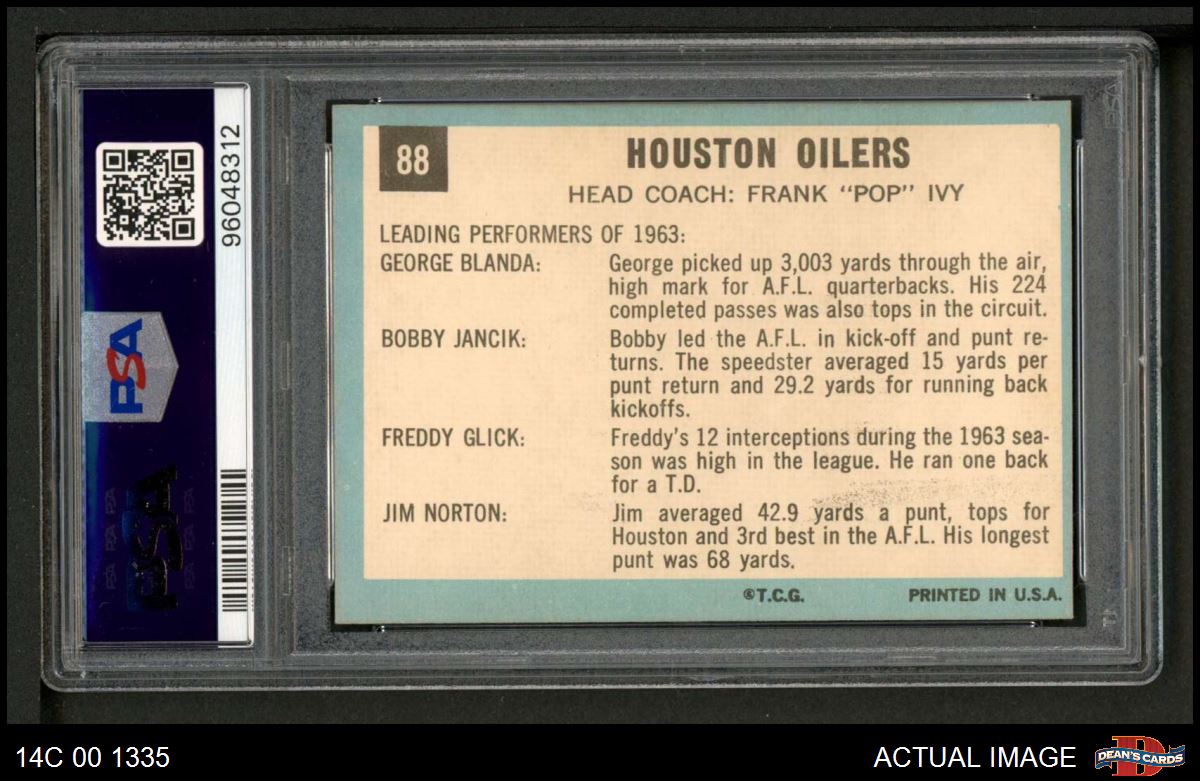 96048312
PSA
PSA
88
HOUSTON OILERS
HEAD COACH: FRANK "POP" IVY
LEADING PERFORMERS OF 1963:
GEORGE BLANDA: George picked up 3,003 yards through the air,
high mark for A.F.L. quarterbacks. His 224
completed passes was also tops in the circuit.
BOBBY JANCIK: Bobby led the A.F.L. in kick-off and punt re-
turns. The speedster averaged 15 yards per
punt return and 29.2 yards for running back
kickoffs.
FREDDY GLICK: Freddy's 12 interceptions during the 1963 sea-
son was high in the league. He ran one back
for a T.D.
JIM NORTON: Jim averaged 42.9 yards a punt, tops for
Houston and 3rd best in the A.F.L. His longest
punt was 68 yards.
©T.C.G. PRINTED IN U.S.A.
14C 00 1335
ACTUAL IMAGE
DEAN'S CARDS